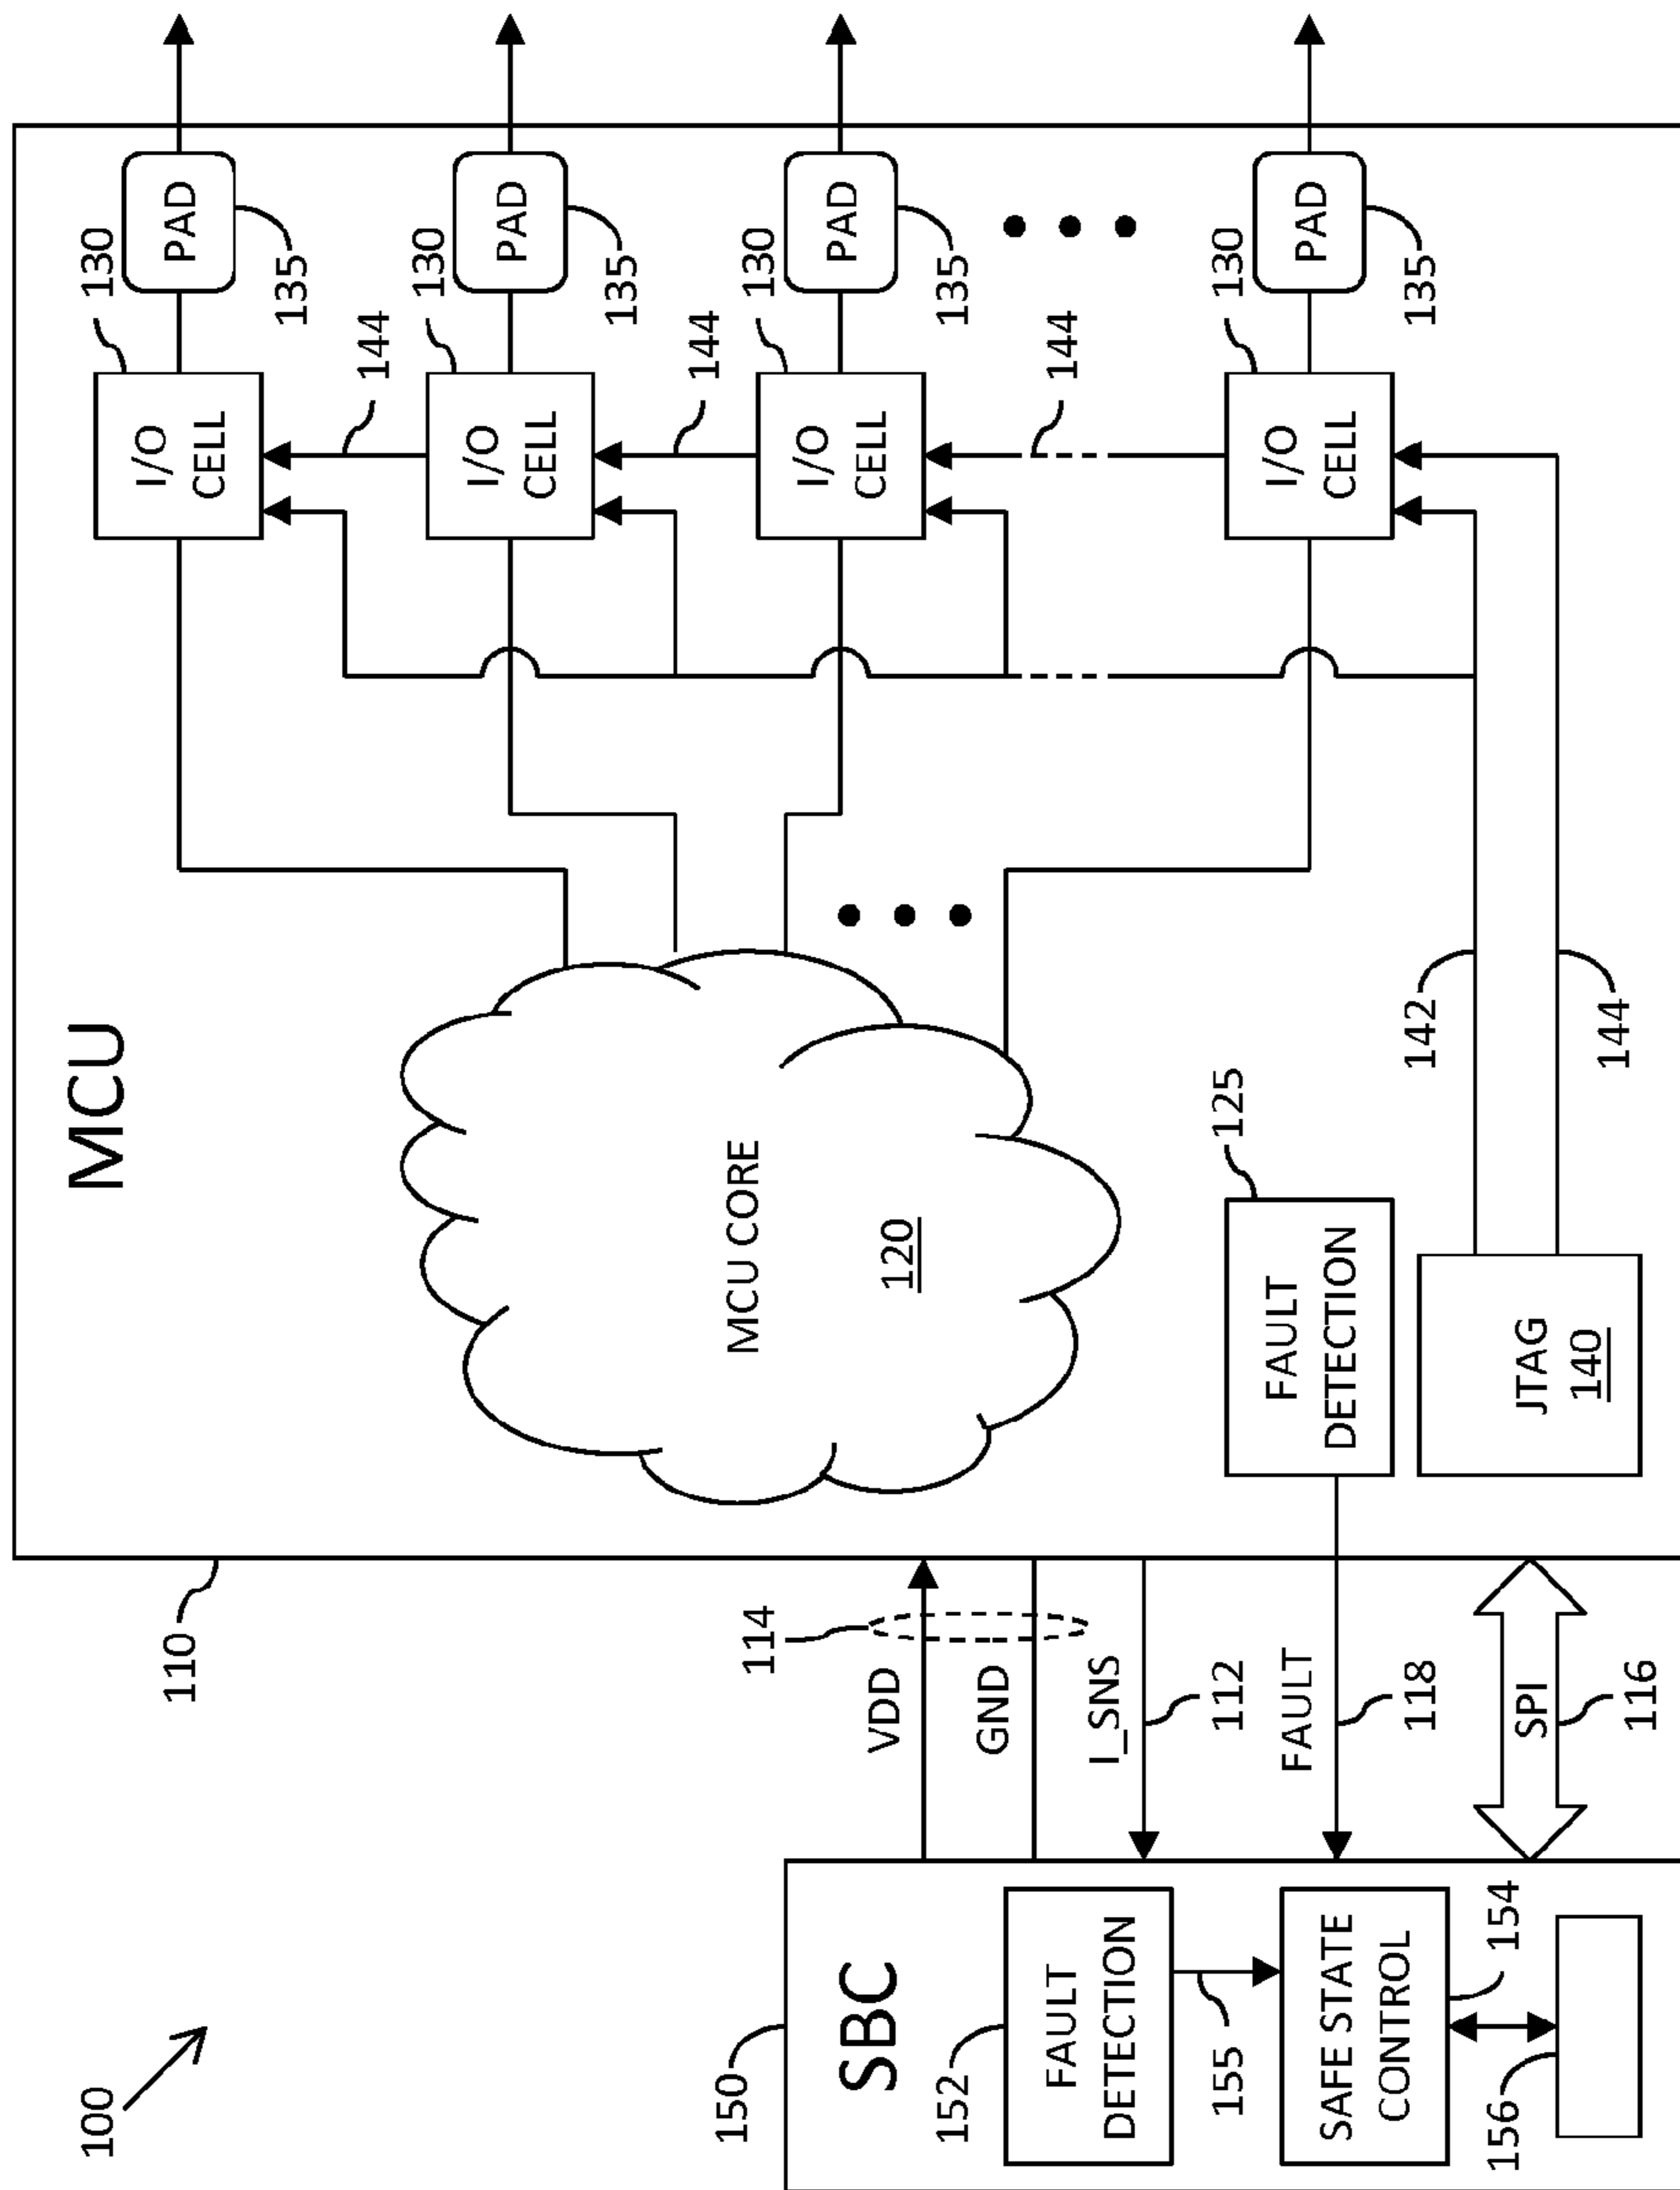 100
150
SBC
152
FAULT
DETECTION
155
SAFE STATE
CONTROL
154
156
110
114
VDD
GND
I_SNS
112
FAULT
118
SPI
116
MCU
MCU CORE
120
125
FAULT
DETECTION
JTAG
140
142
144
I/O
CELL
130
PAD
135
144
I/O
CELL
130
PAD
135
144
I/O
CELL
130
PAD
135
144
I/O
CELL
130
PAD
135